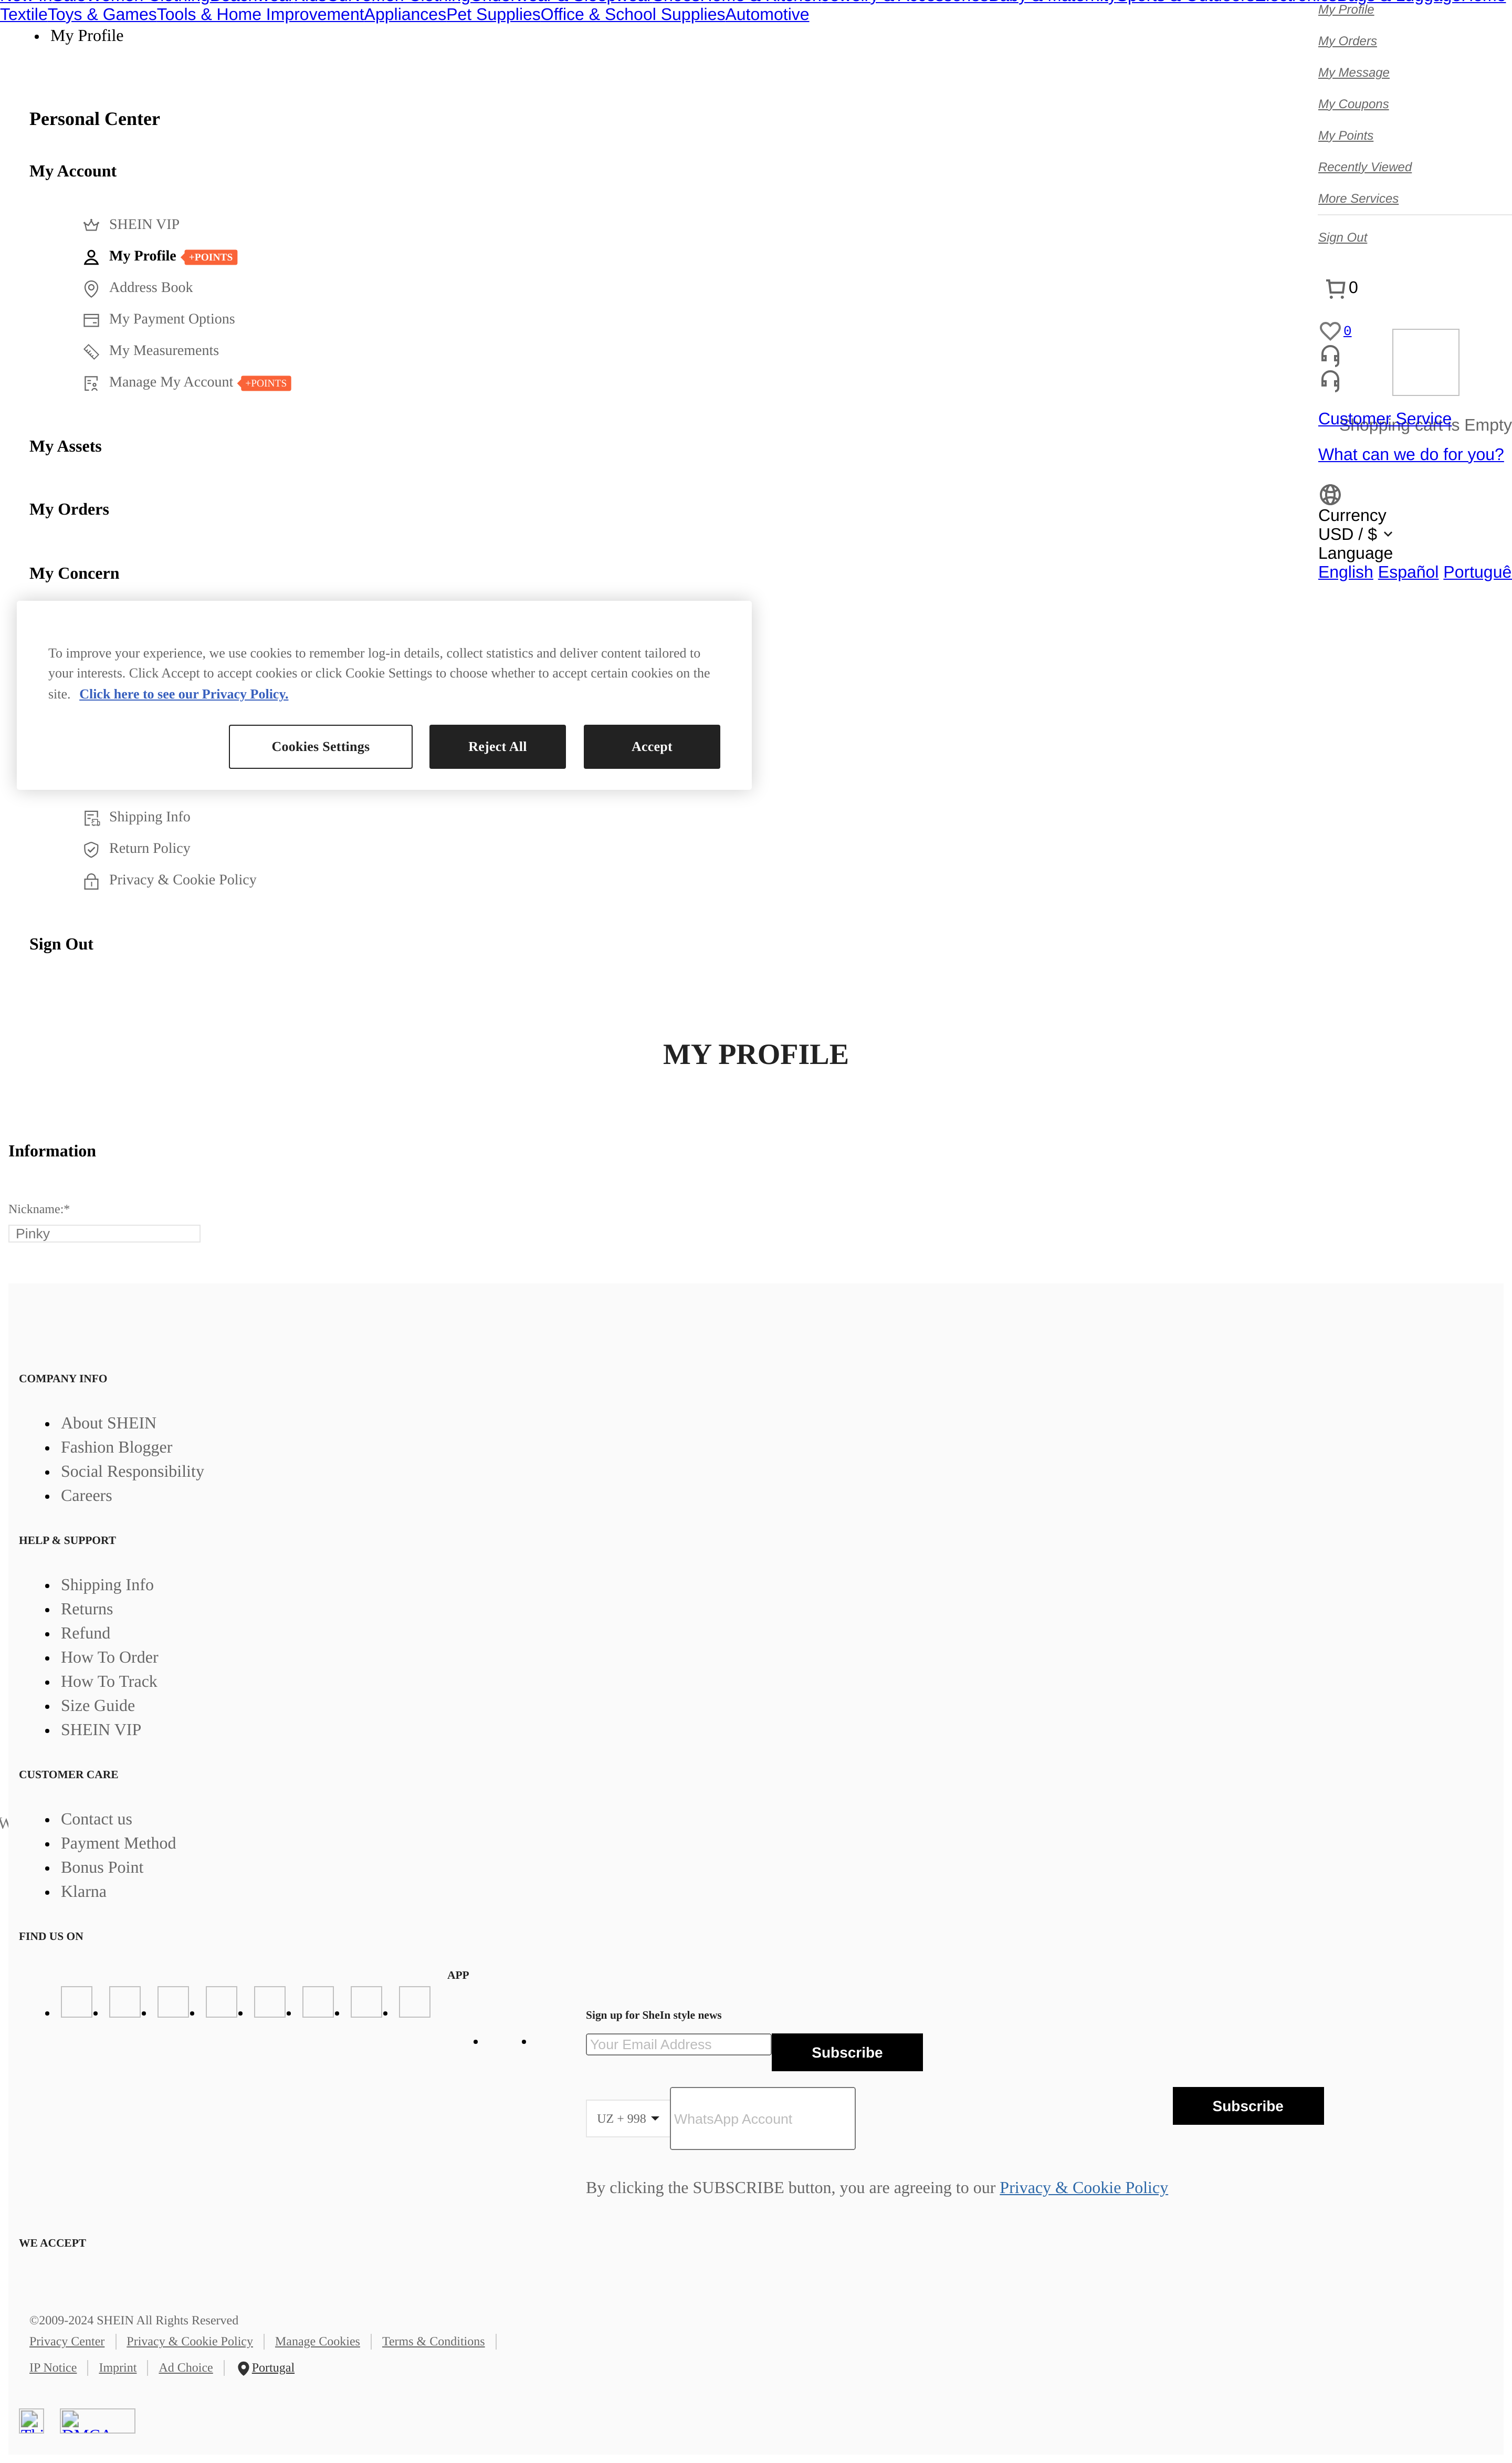 TextileToys & GamesTools & Home ImprovementAppliancesPet SuppliesOffice & School SuppliesAutomotive
My Profile
Personal Center
My Account
SHEIN VIP
My Profile +POINTS
Address Book
My Payment Options
My Measurements
Manage My Account +POINTS
My Assets
My Orders
My Concern
To improve your experience, we use cookies to remember log-in details, collect statistics and deliver content tailored to
your interests. Click Accept to accept cookies or click Cookie Settings to choose whether to accept certain cookies on the
site. Click here to see our Privacy Policy.
Cookies Settings Reject All Accept
Shipping Info
Return Policy
Privacy & Cookie Policy
Sign Out
My Profile
My Orders
My Message
My Coupons
My Points
Recently Viewed
More Services
Sign Out
0
0
Customer Service
Shopping cart is Empty
What can we do for you?
Currency
USD / $
Language
English Español Portuguê
MY PROFILE
Information
Nickname:*
Pinky
COMPANY INFO
About SHEIN
Fashion Blogger
Social Responsibility
Careers
HELP & SUPPORT
Shipping Info
Returns
Refund
How To Order
How To Track
Size Guide
SHEIN VIP
CUSTOMER CARE
Contact us
Payment Method
Bonus Point
Klarna
FIND US ON
APP
Sign up for SheIn style news
Your Email Address Subscribe
UZ + 998 WhatsApp Account Subscribe
By clicking the SUBSCRIBE button, you are agreeing to our Privacy & Cookie Policy
WE ACCEPT
©2009-2024 SHEIN All Rights Reserved
Privacy Center Privacy & Cookie Policy Manage Cookies Terms & Conditions
IP Notice Imprint Ad Choice Portugal